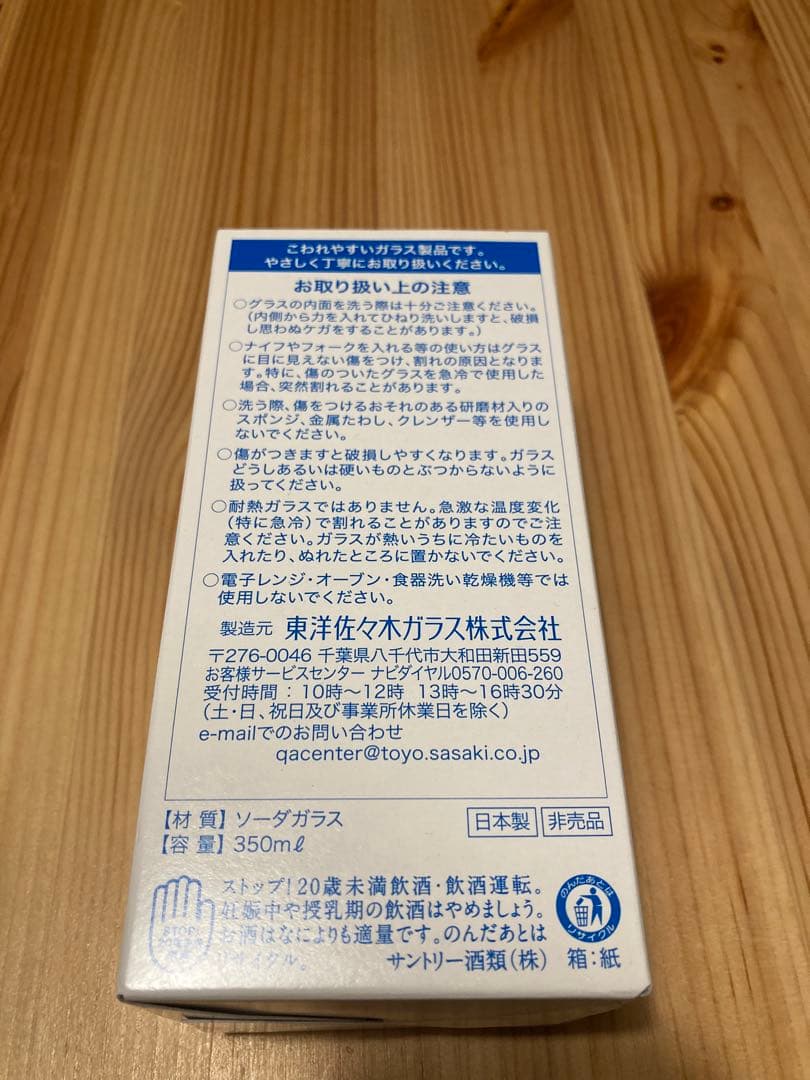 こわれやすいガラス製品です。
やさしく丁寧にお取り扱いください。
お取り扱い上の注意
○グラスの内面を洗う際は十分ご注意ください。
(内側から力を入れてひねり洗いしますと、破損
し思わぬケガをすることがあります。)
○ナイフやフォークを入れる等の使い方はグラス
に目に見えない傷をつけ、割れの原因となりま
す。特に、傷のついたグラスを急冷で使用した
場合、突然割れることがあります。
○洗う際、傷をつけるおそれのある研磨材入りの
スポンジ、金属たわし、クレンザー等を使用し
ないでください。
○傷がつきますと破損しやすくなります。ガラス
どうしあるいは硬いものとぶつからないように
扱ってください。
○耐熱ガラスではありません。急激な温度変化
(特に急冷)で割れることがありますのでご注
意ください。ガラスが熱いうちに冷たいものを
入れたり、ぬれたところに置かないでください。
○電子レンジ・オーブン・食器洗い乾燥機等では
使用しないでください。
製造元 東洋佐々木ガラス株式会社
〒276-0046 千葉県八千代市大和田新田559
お客様サービスセンター ナビダイヤル0570-006-260
受付時間:10時〜12時 13時〜16時30分
(土・日、祝日及び事業所休業日を除く)
e-mailでのお問い合わせ
qacenter@toyo.sasaki.co.jp
【材 質】ソーダガラス
日本製 非売品
【容 量】350mℓ
ストップ!20歳未満飲酒・飲酒運転。
妊娠中や授乳期の飲酒はやめましょう。
お酒はなによりも適量です。のんだあとは
リサイクル。 サントリー酒類(株)
STOP!
のんだあとは
リサイクル
箱:紙